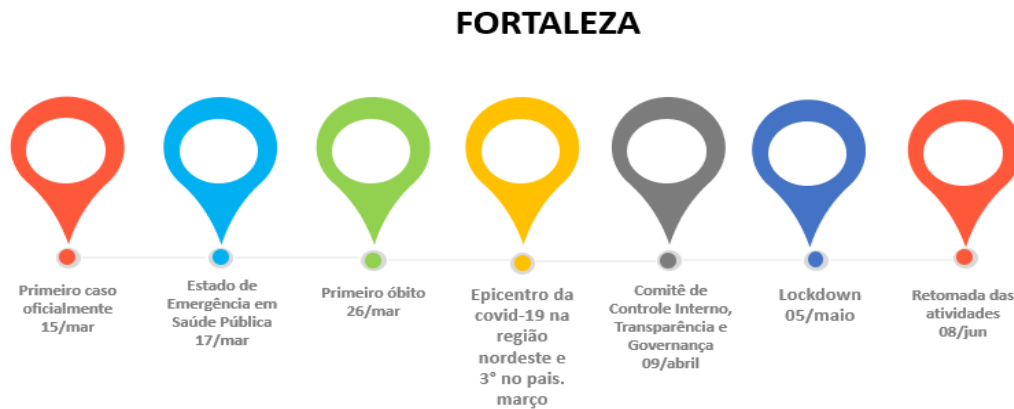 FORTALEZA
Primeiro caso
oficialmente
15/mar
Estado de
Emergência em
Saúde Pública
17/mar
Primeiro óbito
26/mar
Epicentro da
covid-19 na
região
nordeste e
3° no pais.
março
Comitê de
Controle Interno,
Transparência e
Governança
09/abril
Lockdown
05/maio
Retomada das
atividades
08/jun